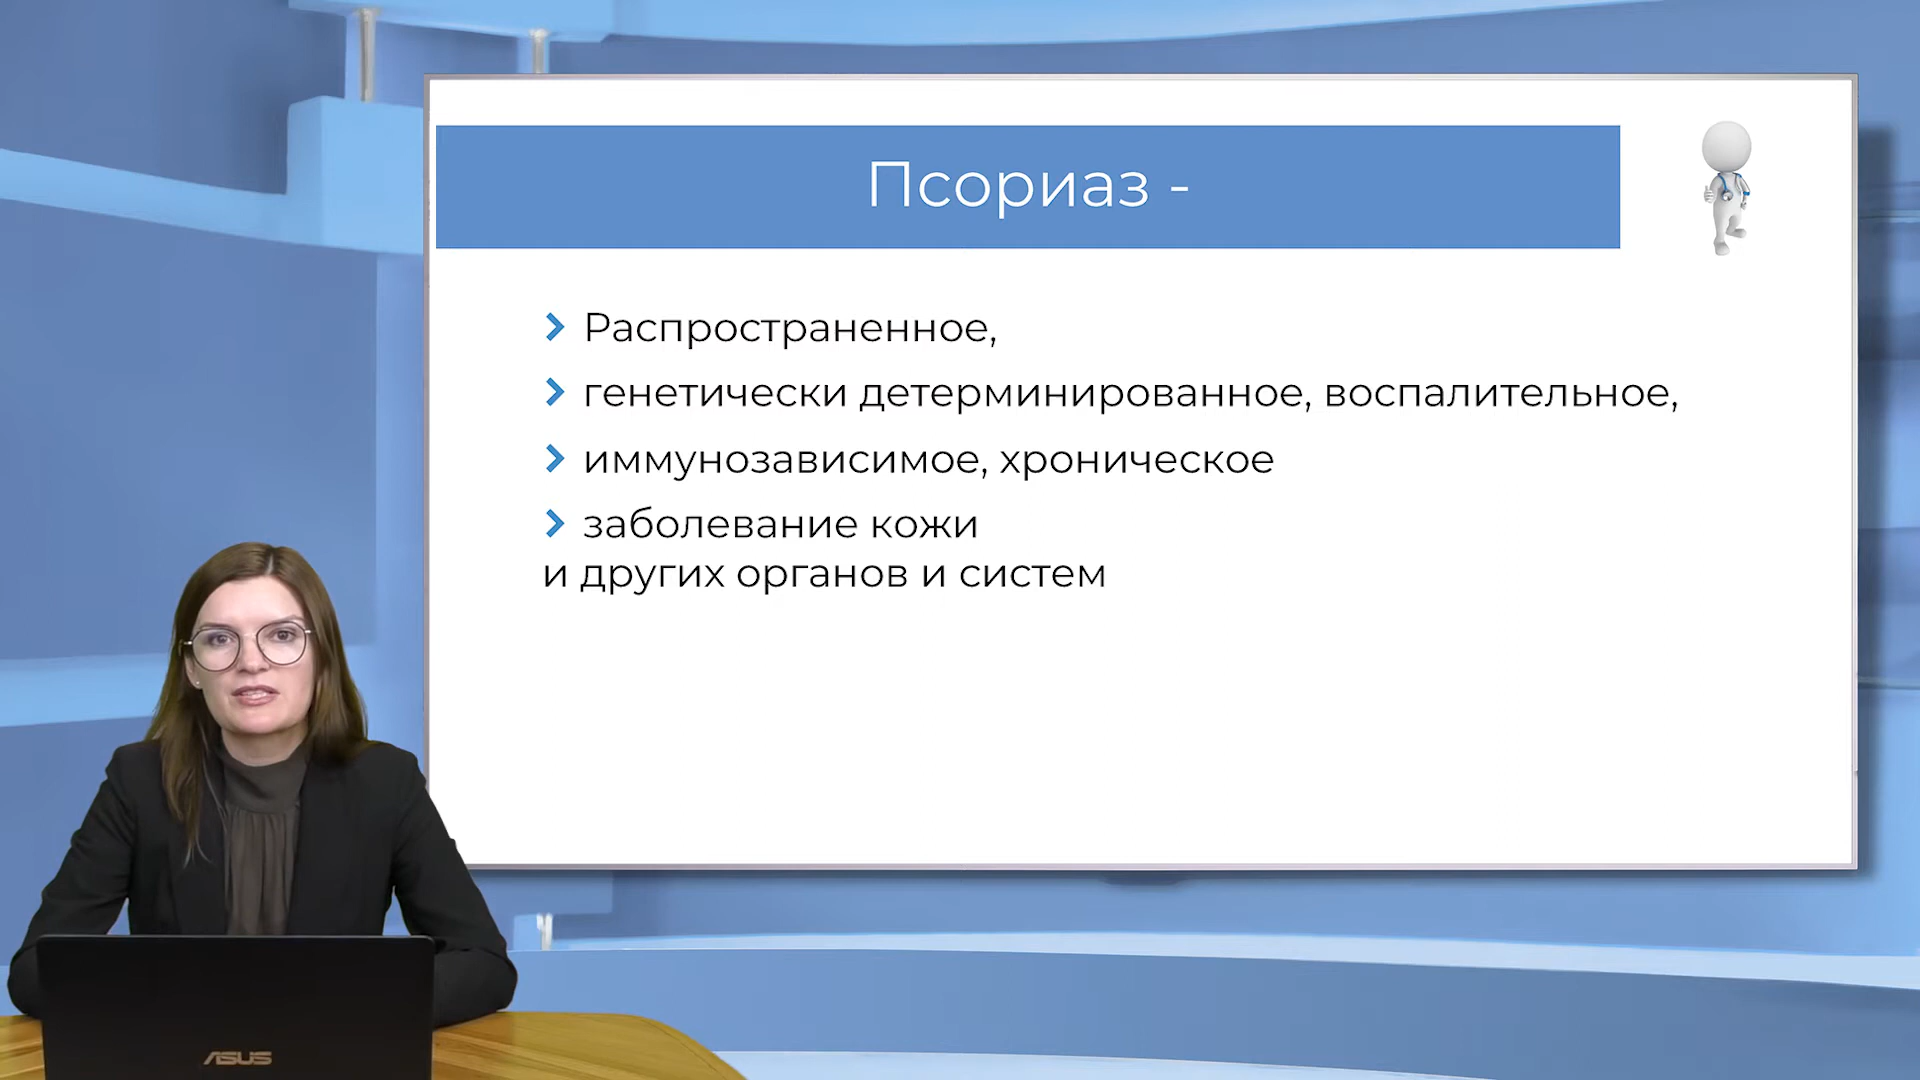 Псориаз -
Распространенное,
генетически детерминированное, воспалительное,
иммунозависимое, хроническое
заболевание кожи
и других органов и систем
ASUS